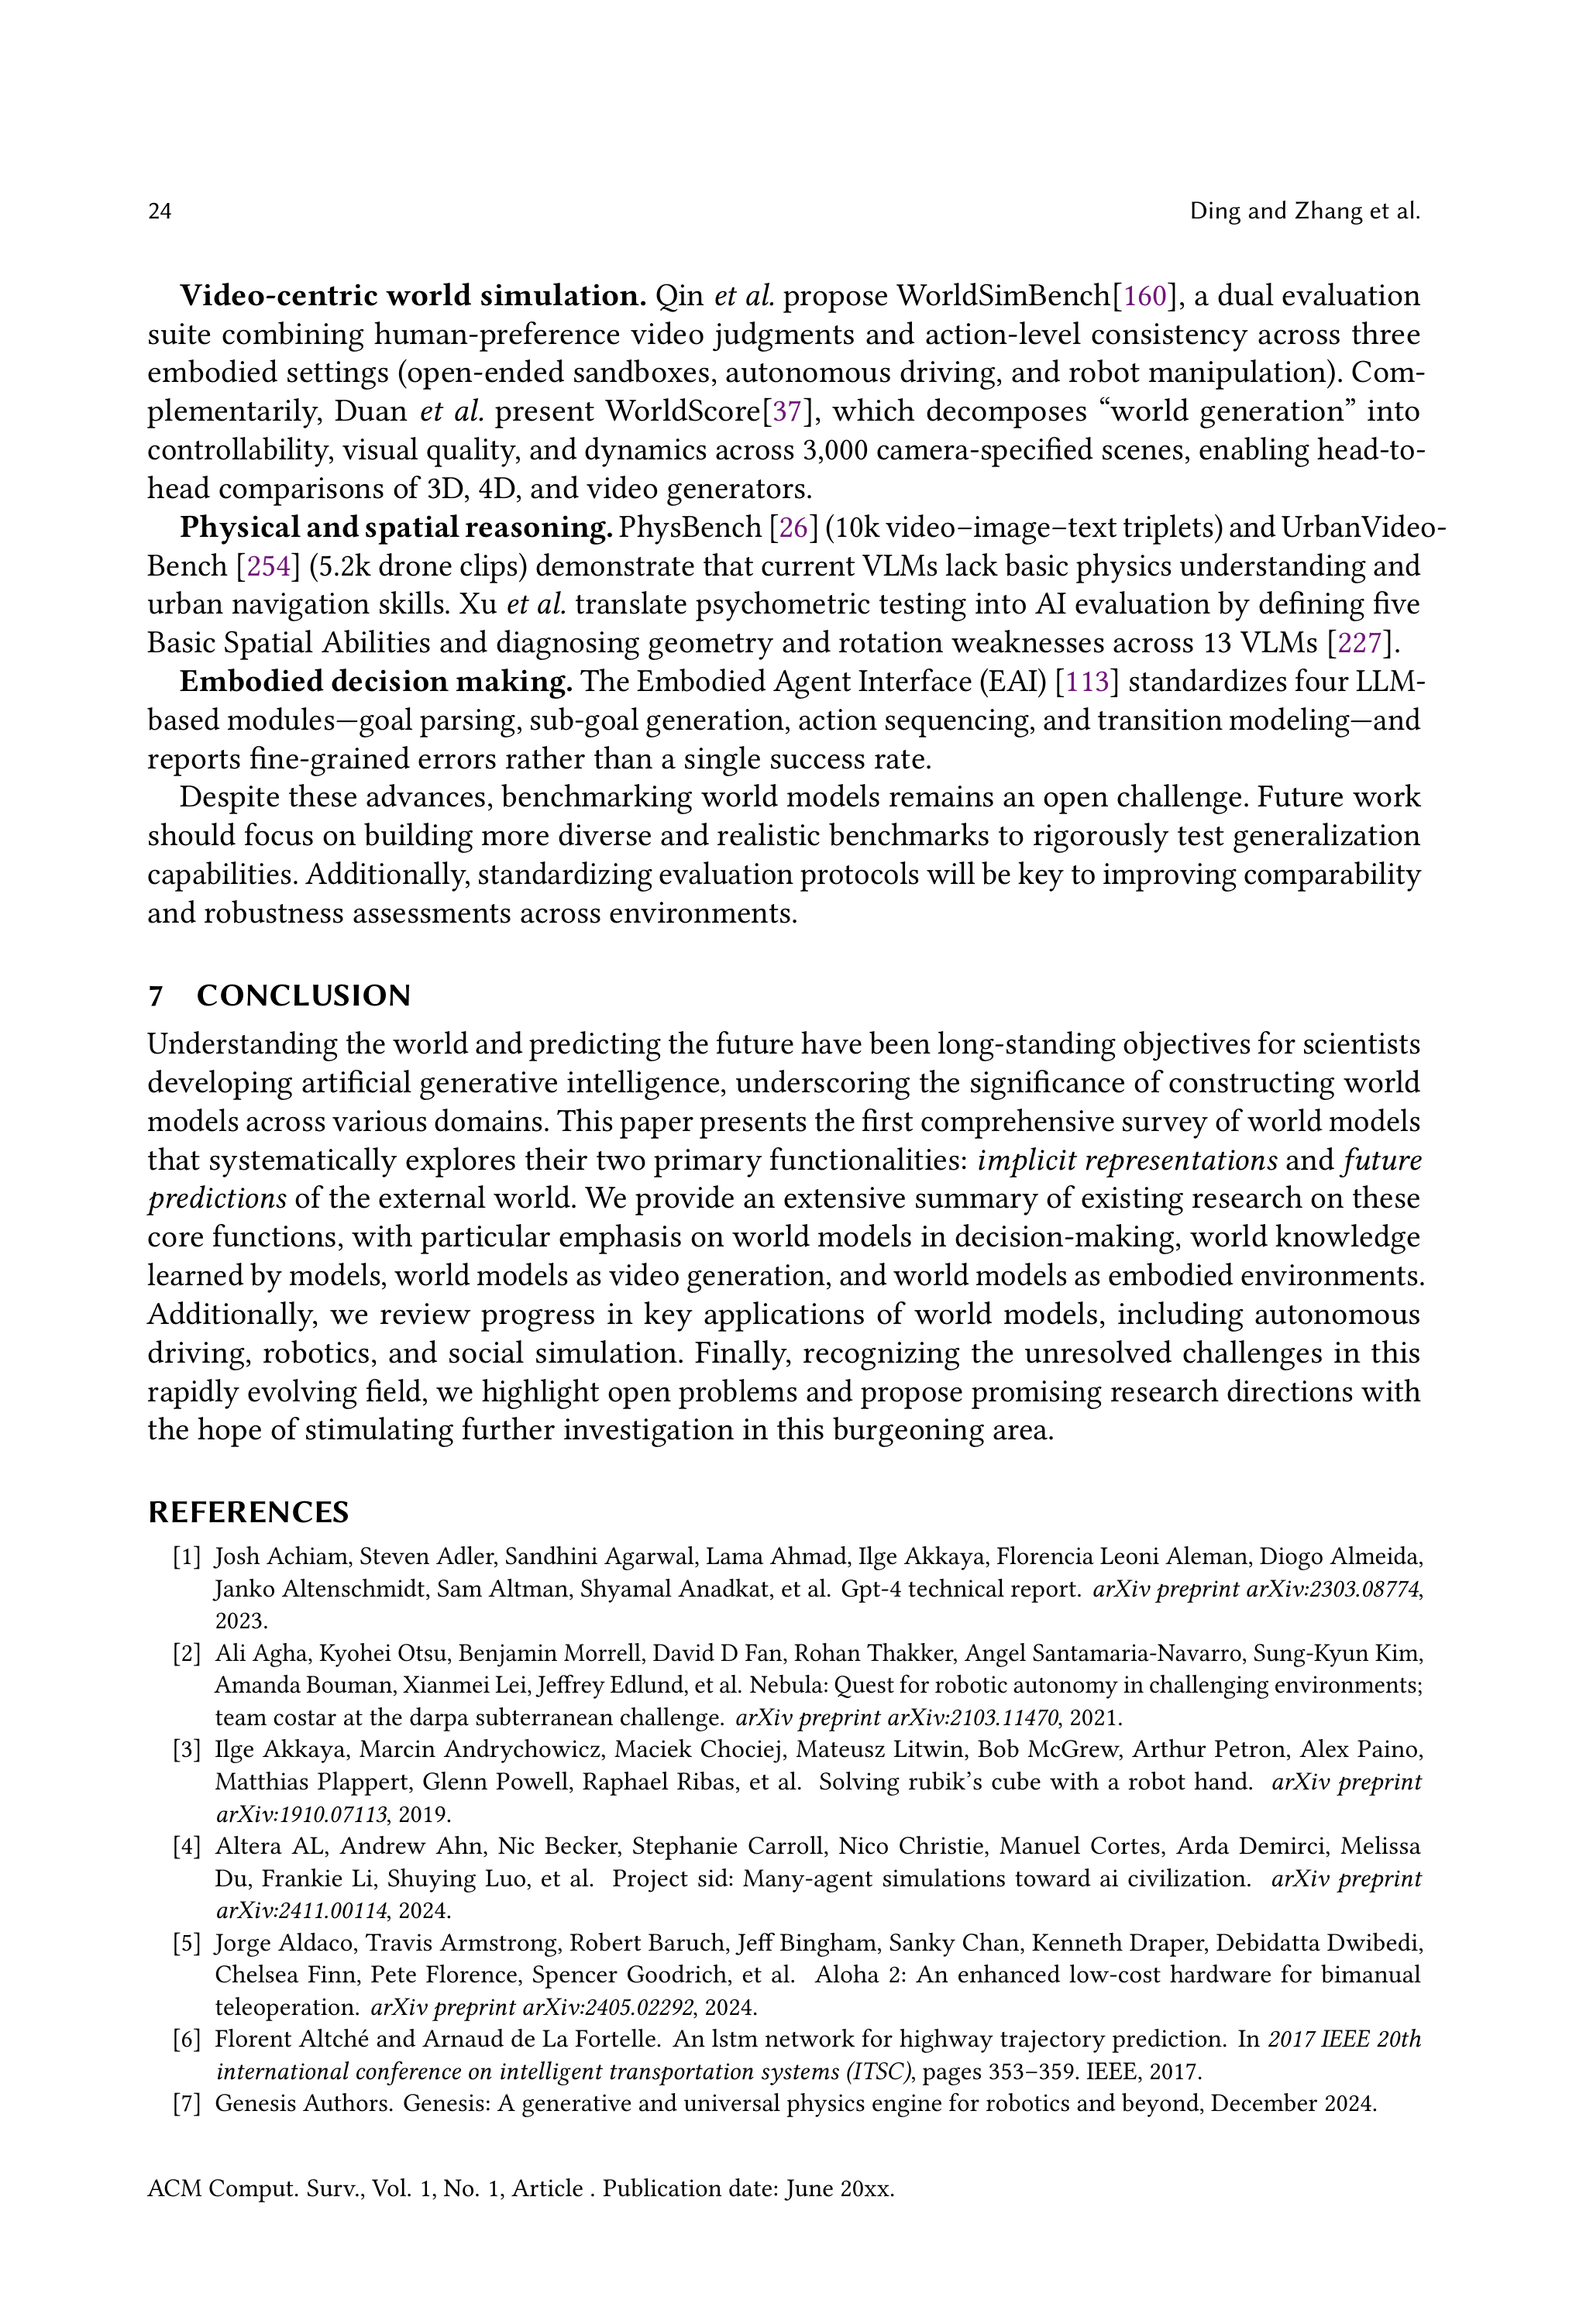 24
Ding and Zhang et al.
Video-centric world simulation. Qin et al. propose WorldSimBench[160], a dual evaluation
suite combining human-preference video judgments and action-level consistency across three
embodied settings (open-ended sandboxes, autonomous driving, and robot manipulation). Com-
plementarily, Duan et al. present WorldScore[37], which decomposes “world generation” into
controllability, visual quality, and dynamics across 3,000 camera-specified scenes, enabling head-to-
head comparisons of 3D, 4D, and video generators.
Physical and spatial reasoning. PhysBench [26] (10k video–image–text triplets) and UrbanVideo-
Bench [254] (5.2k drone clips) demonstrate that current VLMs lack basic physics understanding and
urban navigation skills. Xu et al. translate psychometric testing into AI evaluation by defining five
Basic Spatial Abilities and diagnosing geometry and rotation weaknesses across 13 VLMs [227].
Embodied decision making. The Embodied Agent Interface (EAI) [113] standardizes four LLM-
based modules—goal parsing, sub-goal generation, action sequencing, and transition modeling—and
reports fine-grained errors rather than a single success rate.
Despite these advances, benchmarking world models remains an open challenge. Future work
should focus on building more diverse and realistic benchmarks to rigorously test generalization
capabilities. Additionally, standardizing evaluation protocols will be key to improving comparability
and robustness assessments across environments.
7 CONCLUSION
Understanding the world and predicting the future have been long-standing objectives for scientists
developing artificial generative intelligence, underscoring the significance of constructing world
models across various domains. This paper presents the first comprehensive survey of world models
that systematically explores their two primary functionalities: implicit representations and future
predictions of the external world. We provide an extensive summary of existing research on these
core functions, with particular emphasis on world models in decision-making, world knowledge
learned by models, world models as video generation, and world models as embodied environments.
Additionally, we review progress in key applications of world models, including autonomous
driving, robotics, and social simulation. Finally, recognizing the unresolved challenges in this
rapidly evolving field, we highlight open problems and propose promising research directions with
the hope of stimulating further investigation in this burgeoning area.
REFERENCES
[1] Josh Achiam, Steven Adler, Sandhini Agarwal, Lama Ahmad, Ilge Akkaya, Florencia Leoni Aleman, Diogo Almeida,
Janko Altenschmidt, Sam Altman, Shyamal Anadkat, et al. Gpt-4 technical report. arXiv preprint arXiv:2303.08774,
2023.
[2] Ali Agha, Kyohei Otsu, Benjamin Morrell, David D Fan, Rohan Thakker, Angel Santamaria-Navarro, Sung-Kyun Kim,
Amanda Bouman, Xianmei Lei, Jeffrey Edlund, et al. Nebula: Quest for robotic autonomy in challenging environments;
team costar at the darpa subterranean challenge. arXiv preprint arXiv:2103.11470, 2021.
[3] Ilge Akkaya, Marcin Andrychowicz, Maciek Chociej, Mateusz Litwin, Bob McGrew, Arthur Petron, Alex Paino,
Matthias Plappert, Glenn Powell, Raphael Ribas, et al. Solving rubik’s cube with a robot hand. arXiv preprint
arXiv:1910.07113, 2019.
[4] Altera AL, Andrew Ahn, Nic Becker, Stephanie Carroll, Nico Christie, Manuel Cortes, Arda Demirci, Melissa
Du, Frankie Li, Shuying Luo, et al. Project sid: Many-agent simulations toward ai civilization. arXiv preprint
arXiv:2411.00114, 2024.
[5] Jorge Aldaco, Travis Armstrong, Robert Baruch, Jeff Bingham, Sanky Chan, Kenneth Draper, Debidatta Dwibedi,
Chelsea Finn, Pete Florence, Spencer Goodrich, et al. Aloha 2: An enhanced low-cost hardware for bimanual
teleoperation. arXiv preprint arXiv:2405.02292, 2024.
[6] Florent Altché and Arnaud de La Fortelle. An lstm network for highway trajectory prediction. In 2017 IEEE 20th
international conference on intelligent transportation systems (ITSC), pages 353–359. IEEE, 2017.
[7] Genesis Authors. Genesis: A generative and universal physics engine for robotics and beyond, December 2024.
ACM Comput. Surv., Vol. 1, No. 1, Article . Publication date: June 20xx.